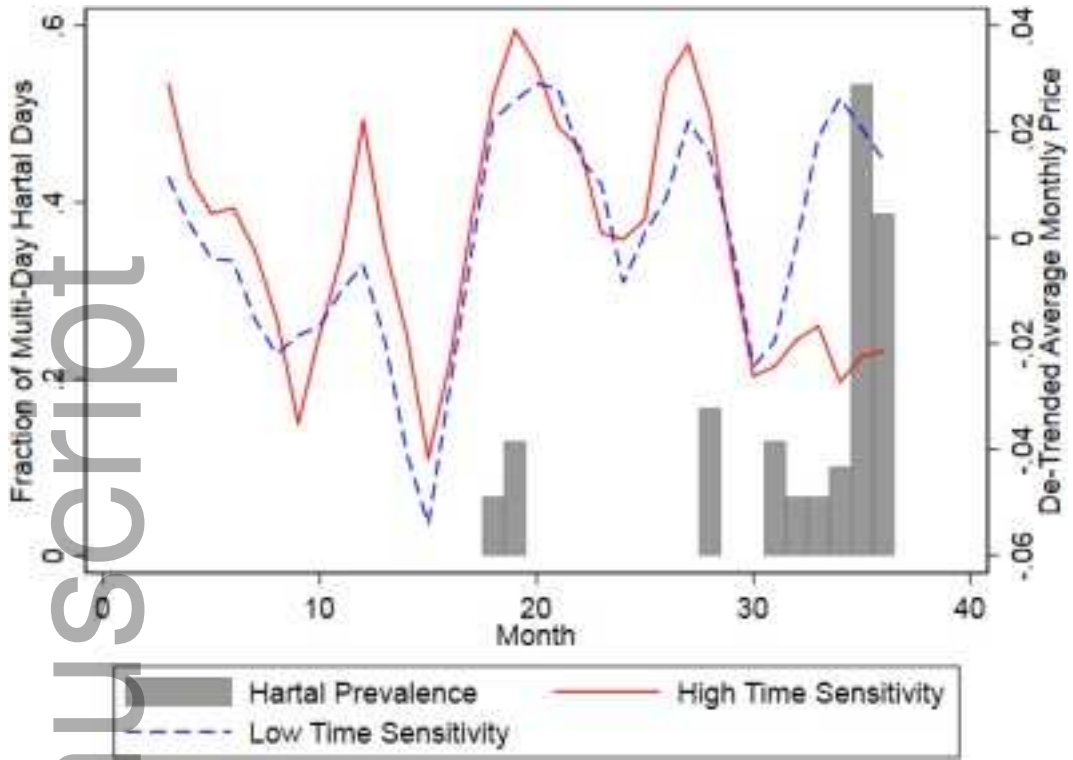 Fraction of Multi-Day Hartal Days
.6
.4
.2
0
De-Trended Average Monthly Price
.04
.02
0
-.02
-.04
-.06
0 10 20 30 40
Month
Hartal Prevalence High Time Sensitivity
Low Time Sensitivity
uscript